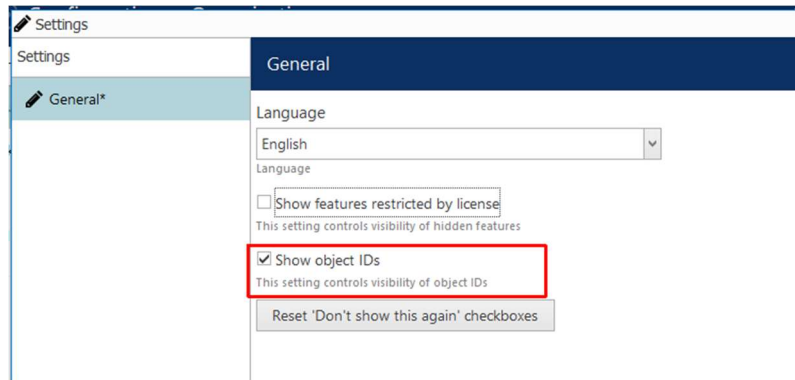 Settings
Settings
General
General*
Language
English
Language
Show features restricted by license
This setting controls visibility of hidden features
Show object IDs
This setting controls visibility of object IDs
Reset 'Don't show this again' checkboxes